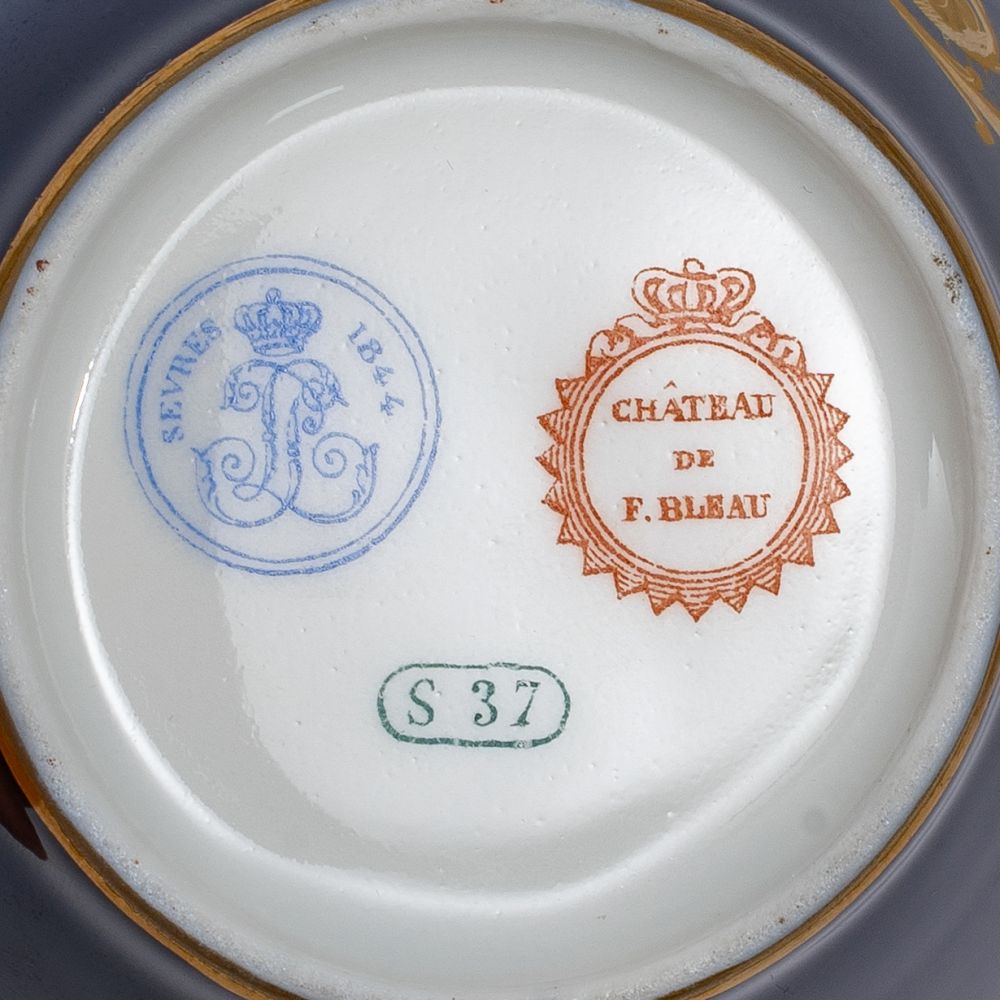 SEVRES 1844
CHÂTEAU
DE
F. BLEAU
S 37